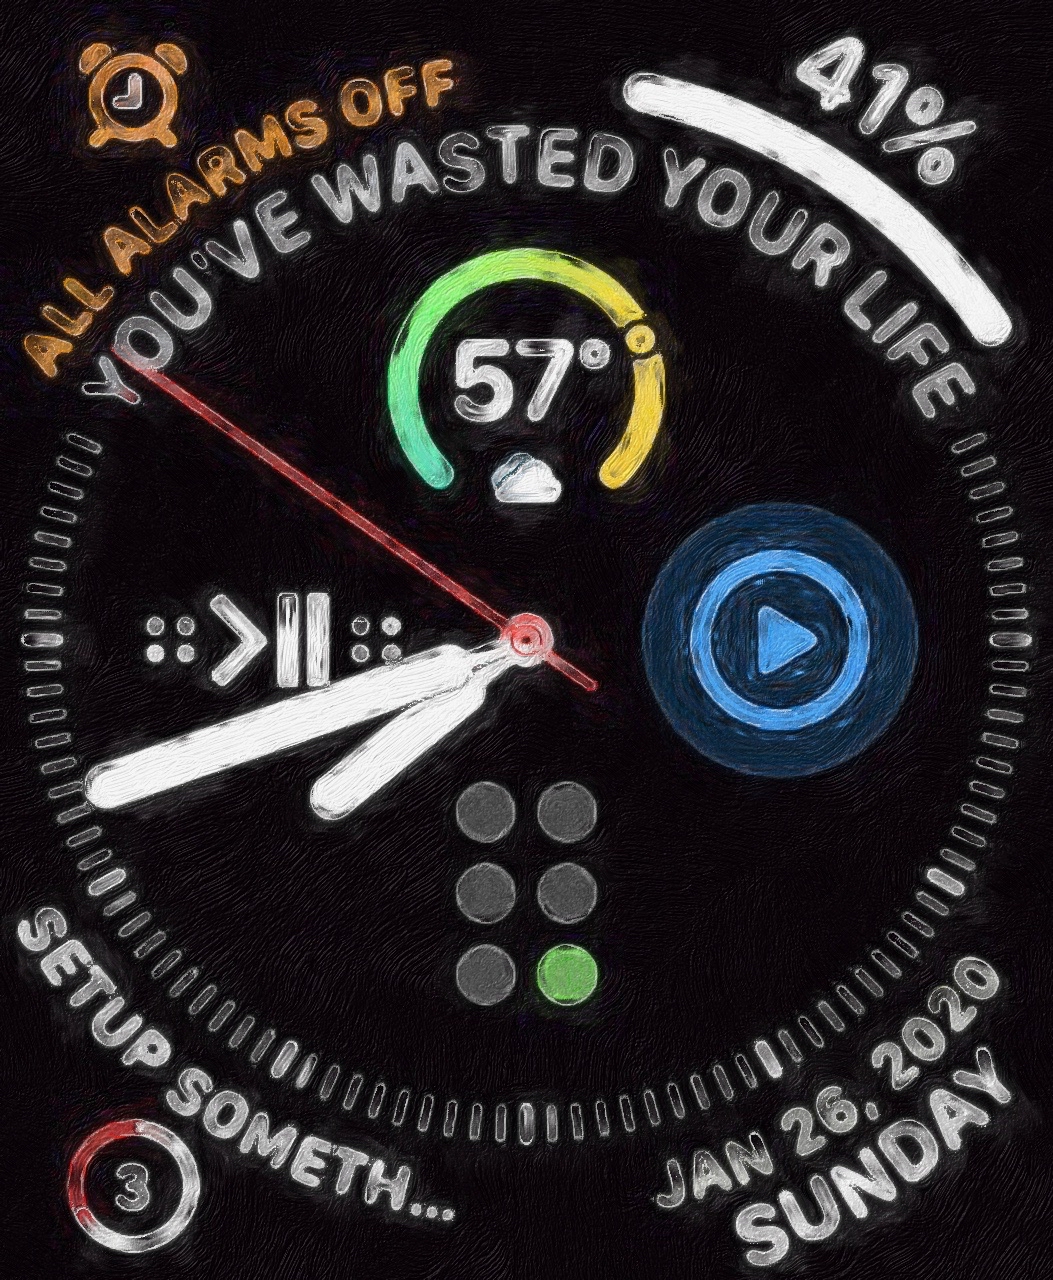 ALL ALARMS OFF
41%
YOU'VE WASTED YOUR LIFE
57°
SETUP SOMETH...
3
JAN 26, 2020
SUNDAY